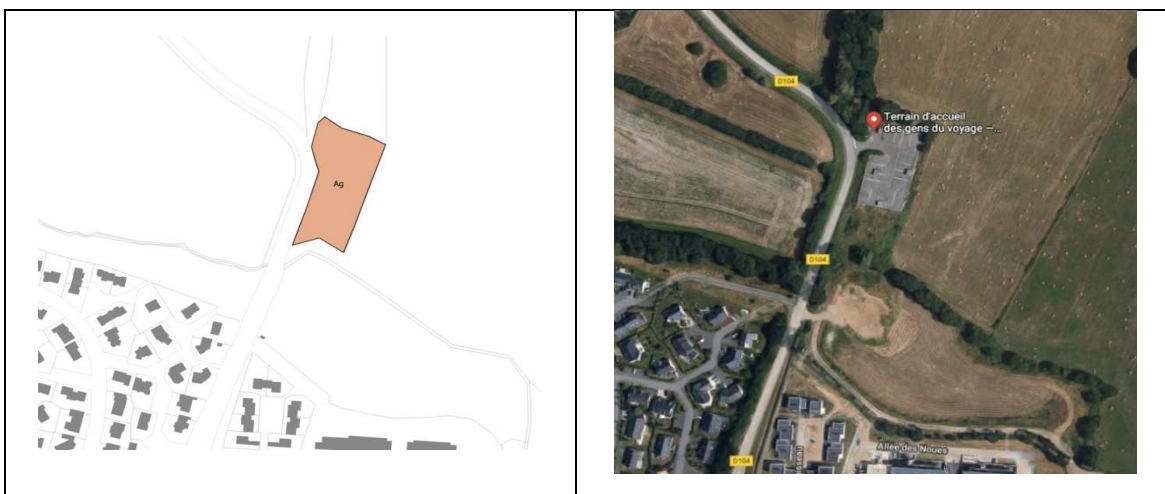 Ag
D104
Terrain d'accueil
des gens du voyage –...
D104
Allée des Noues
D104